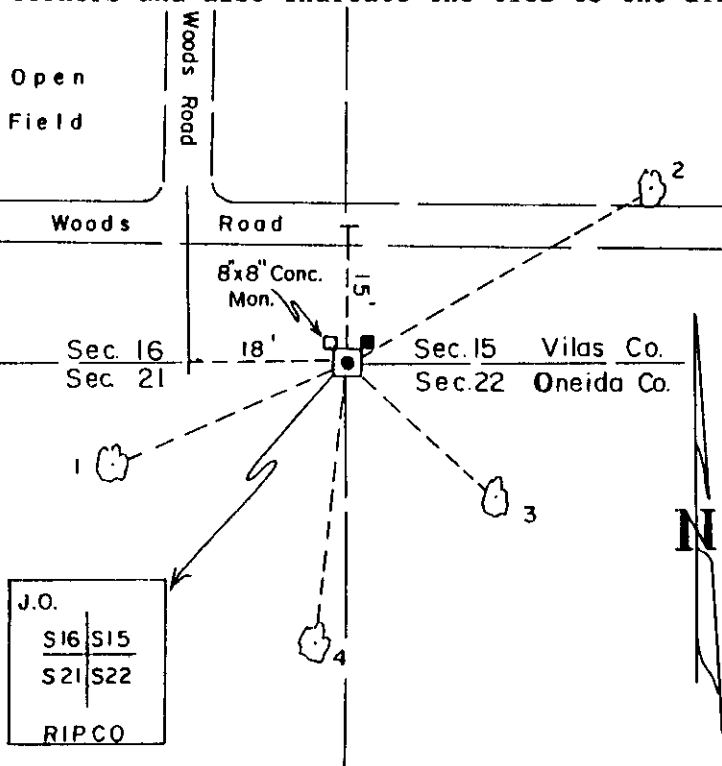 Woods Road
Open
Field
2
Woods Road
8"x8" Conc.
Mon.
15'
Sec. 16 18' Sec. 15 Vilas Co.
Sec. 21 Sec. 22 Oneida Co.
1
3
N
J.O.
S16 S15
S21 S22
RIPCO
4